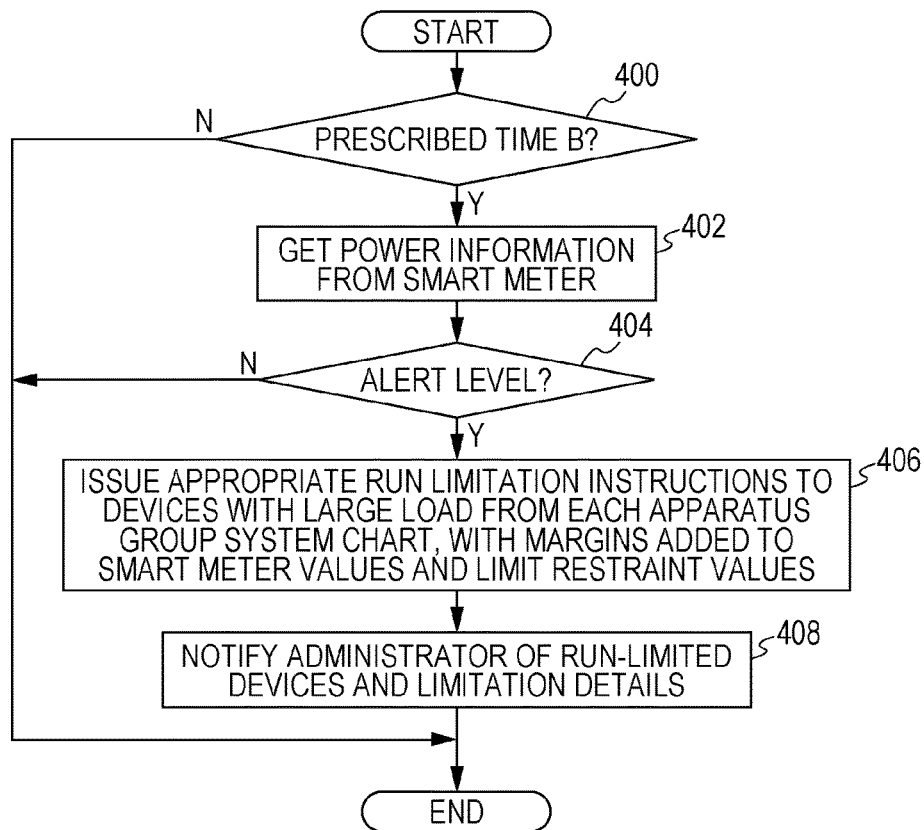 START
400
N
PRESCRIBED TIME B?
Y
402
GET POWER INFORMATION
FROM SMART METER
404
N
ALERT LEVEL?
Y
406
ISSUE APPROPRIATE RUN LIMITATION INSTRUCTIONS TO
DEVICES WITH LARGE LOAD FROM EACH APPARATUS
GROUP SYSTEM CHART, WITH MARGINS ADDED TO
SMART METER VALUES AND LIMIT RESTRAINT VALUES
408
NOTIFY ADMINISTRATOR OF RUN-LIMITED
DEVICES AND LIMITATION DETAILS
END